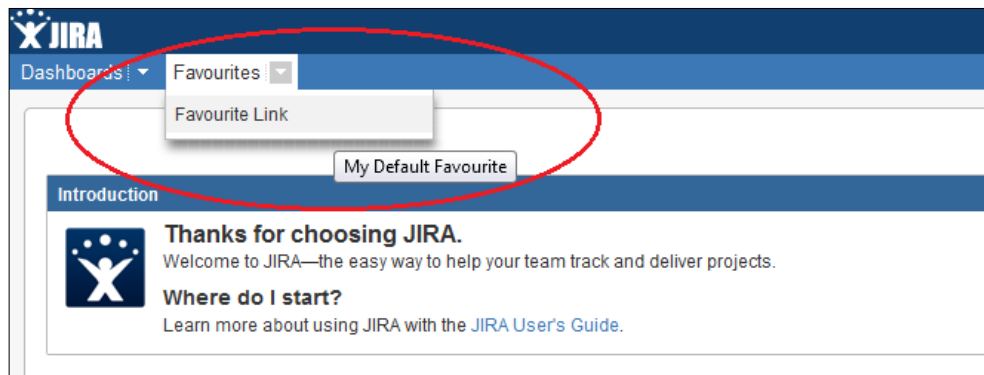 JIRA
Dashboards Favourites
Favourite Link
My Default Favourite
Introduction
Thanks for choosing JIRA.
Welcome to JIRA—the easy way to help your team track and deliver projects.
Where do I start?
Learn more about using JIRA with the JIRA User's Guide.